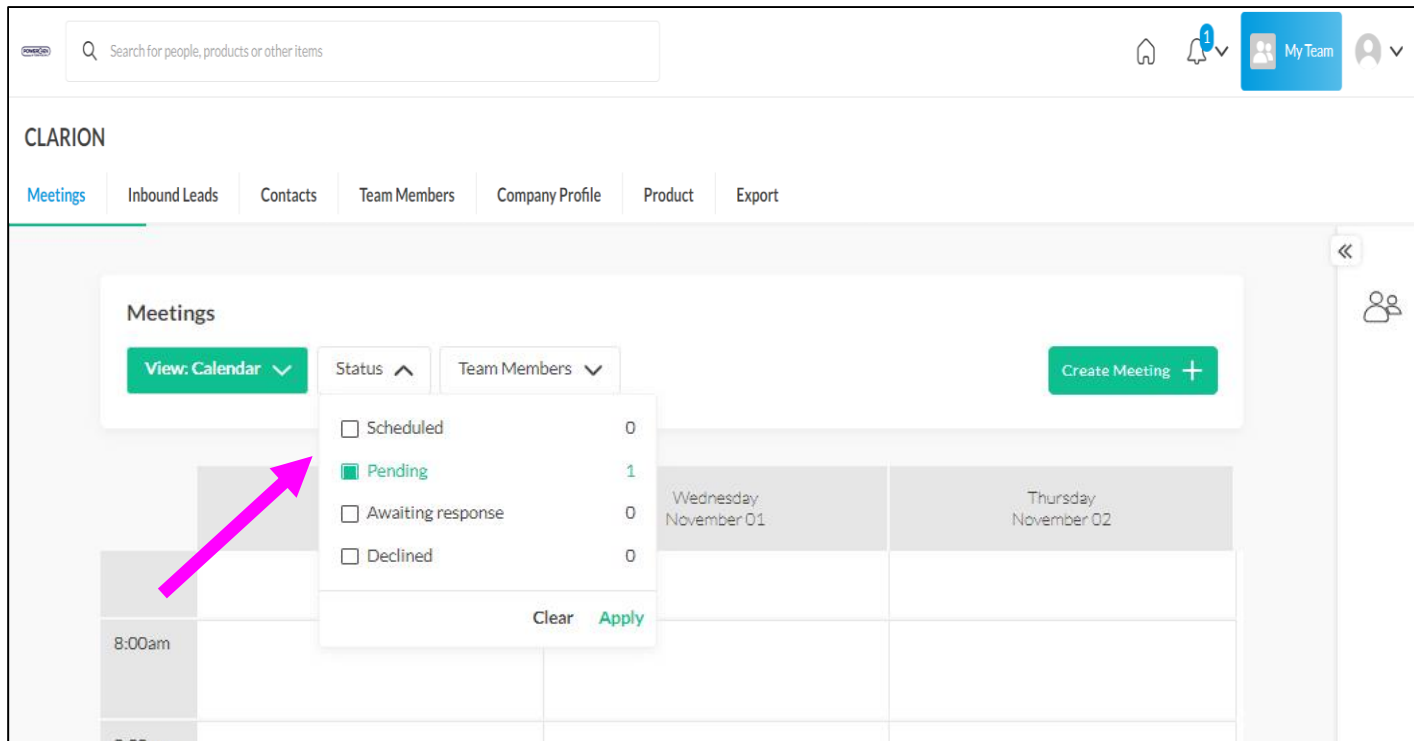 POWERGEN
Search for people, products or other items
1
My Team
CLARION
Meetings
Inbound Leads
Contacts
Team Members
Company Profile
Product
Export
Meetings
View: Calendar
Status
Team Members
Create Meeting
Scheduled 0
Pending 1
Awaiting response 0
Declined 0
Clear Apply
Wednesday
November 01
Thursday
November 02
8:00am